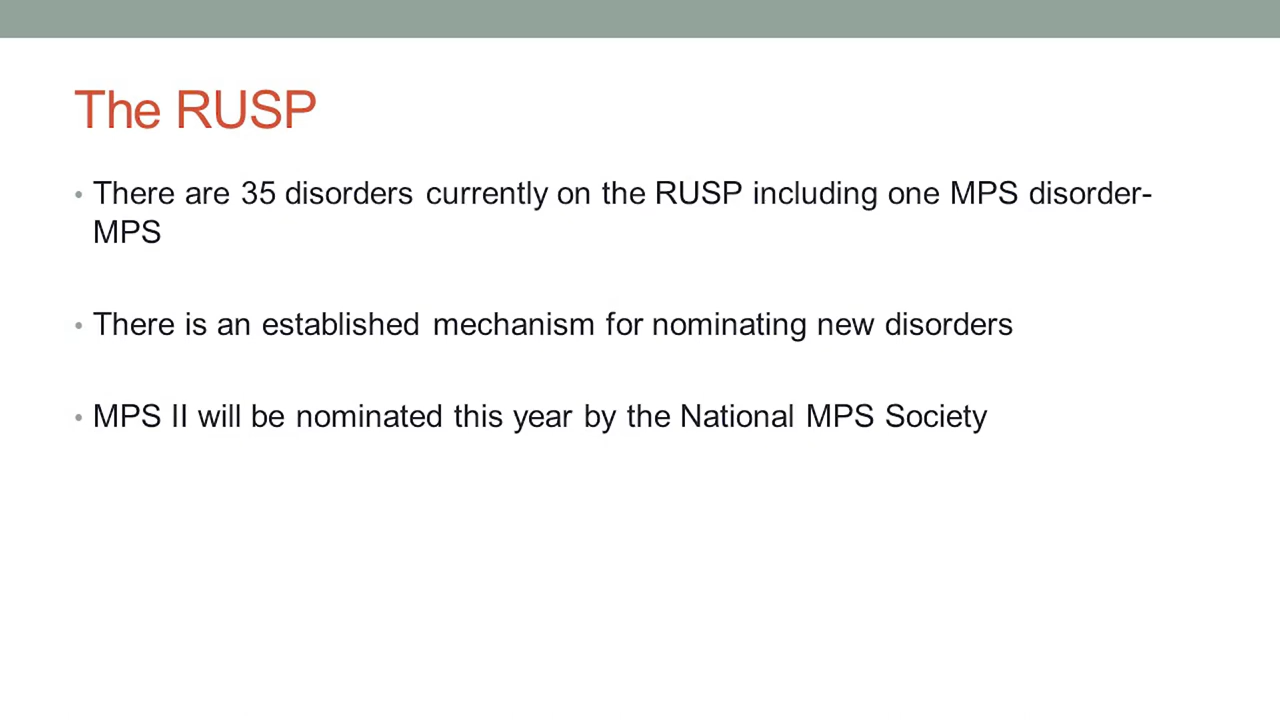 The RUSP
• There are 35 disorders currently on the RUSP including one MPS disorder-
MPS
• There is an established mechanism for nominating new disorders
• MPS II will be nominated this year by the National MPS Society